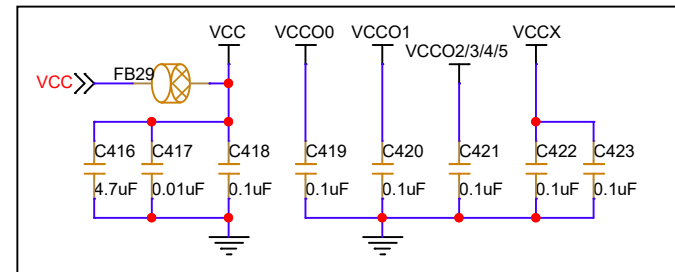 VCC VCCO0 VCCO1 VCCX
VCCO2/3/4/5
VCC FB29
C416 C417 C418 C419 C420 C421 C422 C423
4.7uF 0.01uF 0.1uF 0.1uF 0.1uF 0.1uF 0.1uF 0.1uF